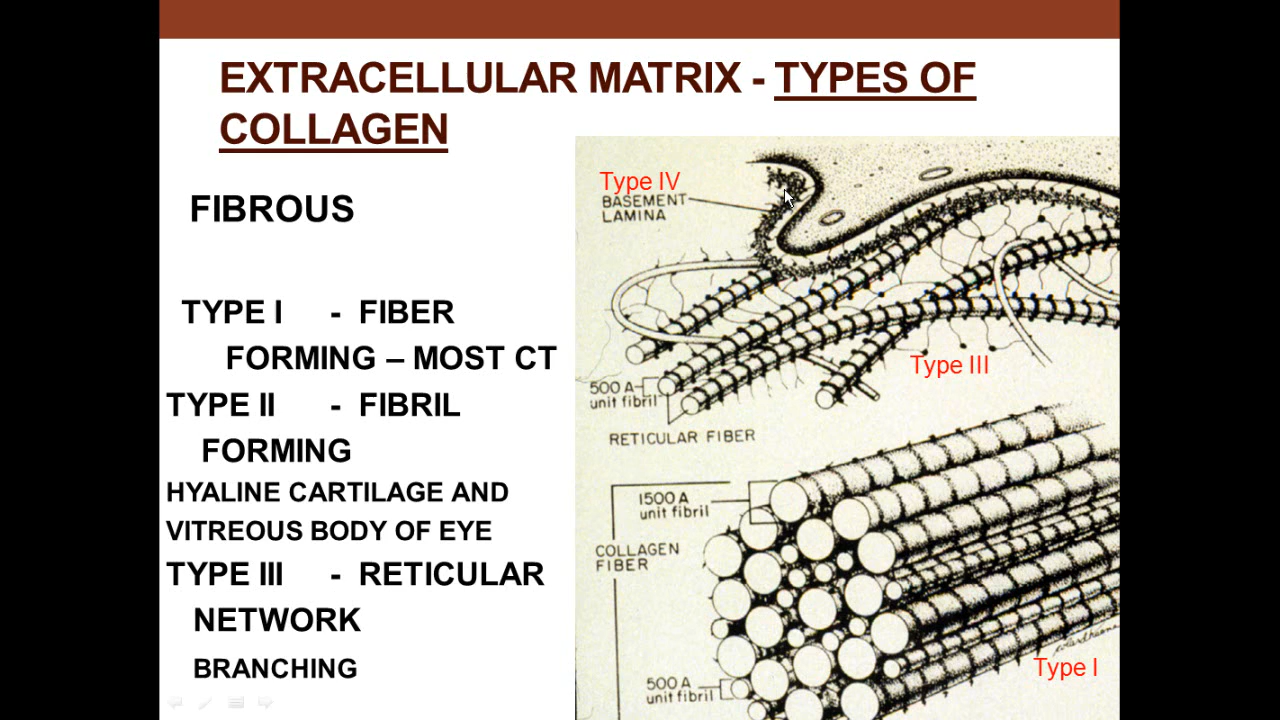 EXTRACELLULAR MATRIX - TYPES OF
COLLAGEN
FIBROUS
TYPE I - FIBER
FORMING – MOST CT
TYPE II - FIBRIL
FORMING
HYALINE CARTILAGE AND
VITREOUS BODY OF EYE
TYPE III - RETICULAR
NETWORK
BRANCHING
Type IV
BASEMENT
LAMINA
Type III
500 A
unit fibril
RETICULAR FIBER
1500 A
unit fibril
COLLAGEN
FIBER
Type I
500 A
unit fibril